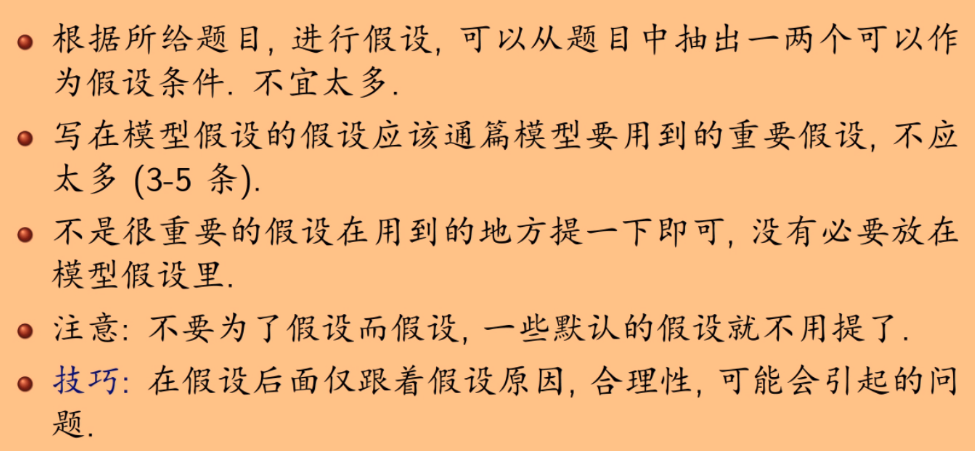 根据所给题目, 进行假设, 可以从题目中抽出一两个可以作
为假设条件. 不宜太多.
写在模型假设的假设应该通篇模型要用到的重要假设, 不应
太多 (3-5 条).
不是很重要的假设在用到的地方提一下即可, 没有必要放在
模型假设里.
注意: 不要为了假设而假设, 一些默认的假设就不用提了.
技巧: 在假设后面仅跟着假设原因, 合理性, 可能会引起的问
题.